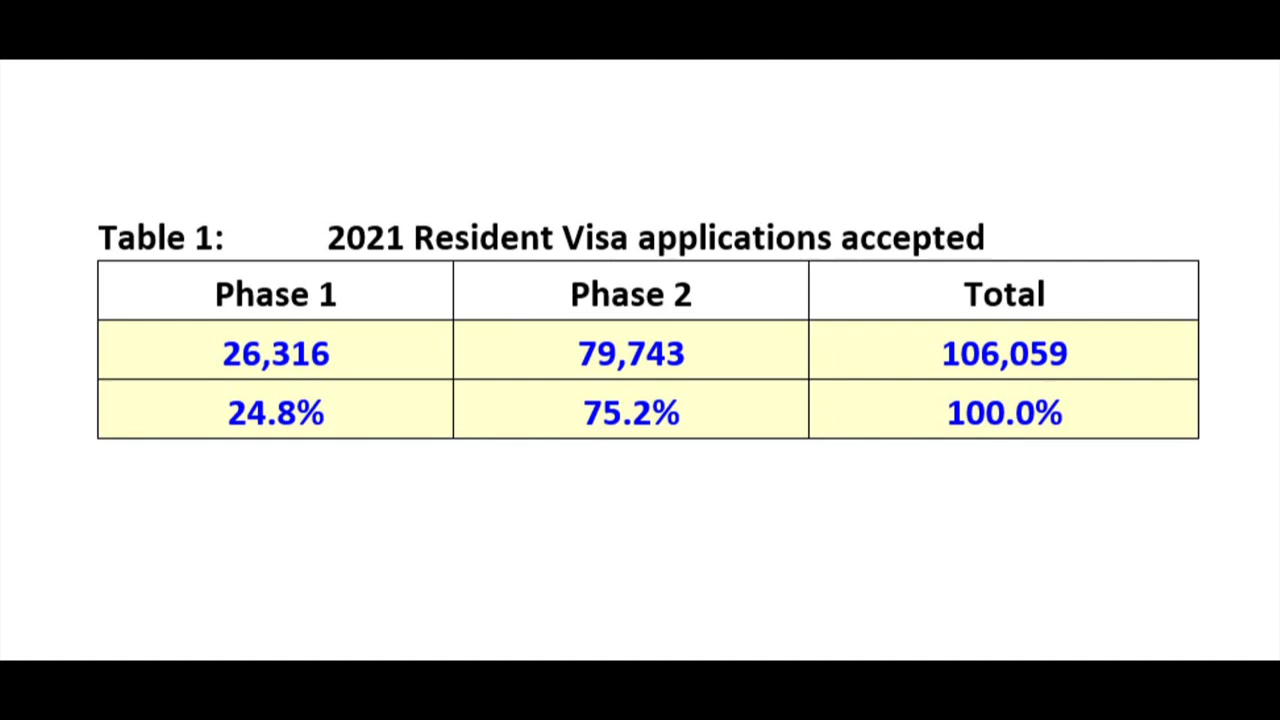 Table 1: 2021 Resident Visa applications accepted
Phase 1 Phase 2 Total
26,316 79,743 106,059
24.8% 75.2% 100.0%